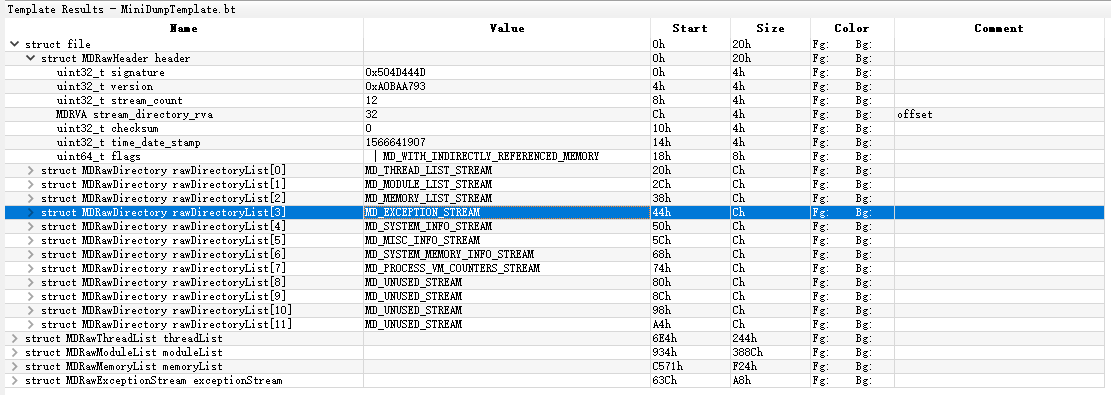 Template Results - MiniDumpTemplate.bt
Name Value Start Size Color Comment
struct file 0h 20h Fg: Bg:
struct MDRawHeader header 0h 20h Fg: Bg:
uint32_t signature 0x504D444D 0h 4h Fg: Bg:
uint32_t version 0xA0BAA793 4h 4h Fg: Bg:
uint32_t stream_count 12 8h 4h Fg: Bg:
MDRVA stream_directory_rva 32 Ch 4h Fg: Bg: offset
uint32_t checksum 0 10h 4h Fg: Bg:
uint32_t time_date_stamp 1566641907 14h 4h Fg: Bg:
uint64_t flags | MD_WITH_INDIRECTLY_REFERENCED_MEMORY 18h 8h Fg: Bg:
struct MDRawDirectory rawDirectoryList[0] MD_THREAD_LIST_STREAM 20h Ch Fg: Bg:
struct MDRawDirectory rawDirectoryList[1] MD_MODULE_LIST_STREAM 2Ch Ch Fg: Bg:
struct MDRawDirectory rawDirectoryList[2] MD_MEMORY_LIST_STREAM 38h Ch Fg: Bg:
struct MDRawDirectory rawDirectoryList[3] MD_EXCEPTION_STREAM 44h Ch Fg: Bg:
struct MDRawDirectory rawDirectoryList[4] MD_SYSTEM_INFO_STREAM 50h Ch Fg: Bg:
struct MDRawDirectory rawDirectoryList[5] MD_MISC_INFO_STREAM 5Ch Ch Fg: Bg:
struct MDRawDirectory rawDirectoryList[6] MD_SYSTEM_MEMORY_INFO_STREAM 68h Ch Fg: Bg:
struct MDRawDirectory rawDirectoryList[7] MD_PROCESS_VM_COUNTERS_STREAM 74h Ch Fg: Bg:
struct MDRawDirectory rawDirectoryList[8] MD_UNUSED_STREAM 80h Ch Fg: Bg:
struct MDRawDirectory rawDirectoryList[9] MD_UNUSED_STREAM 8Ch Ch Fg: Bg:
struct MDRawDirectory rawDirectoryList[10] MD_UNUSED_STREAM 98h Ch Fg: Bg:
struct MDRawDirectory rawDirectoryList[11] MD_UNUSED_STREAM A4h Ch Fg: Bg:
struct MDRawThreadList threadList 6E4h 244h Fg: Bg:
struct MDRawModuleList moduleList 934h 388Ch Fg: Bg:
struct MDRawMemoryList memoryList C571h F24h Fg: Bg:
struct MDRawExceptionStream exceptionStream 63Ch A8h Fg: Bg: